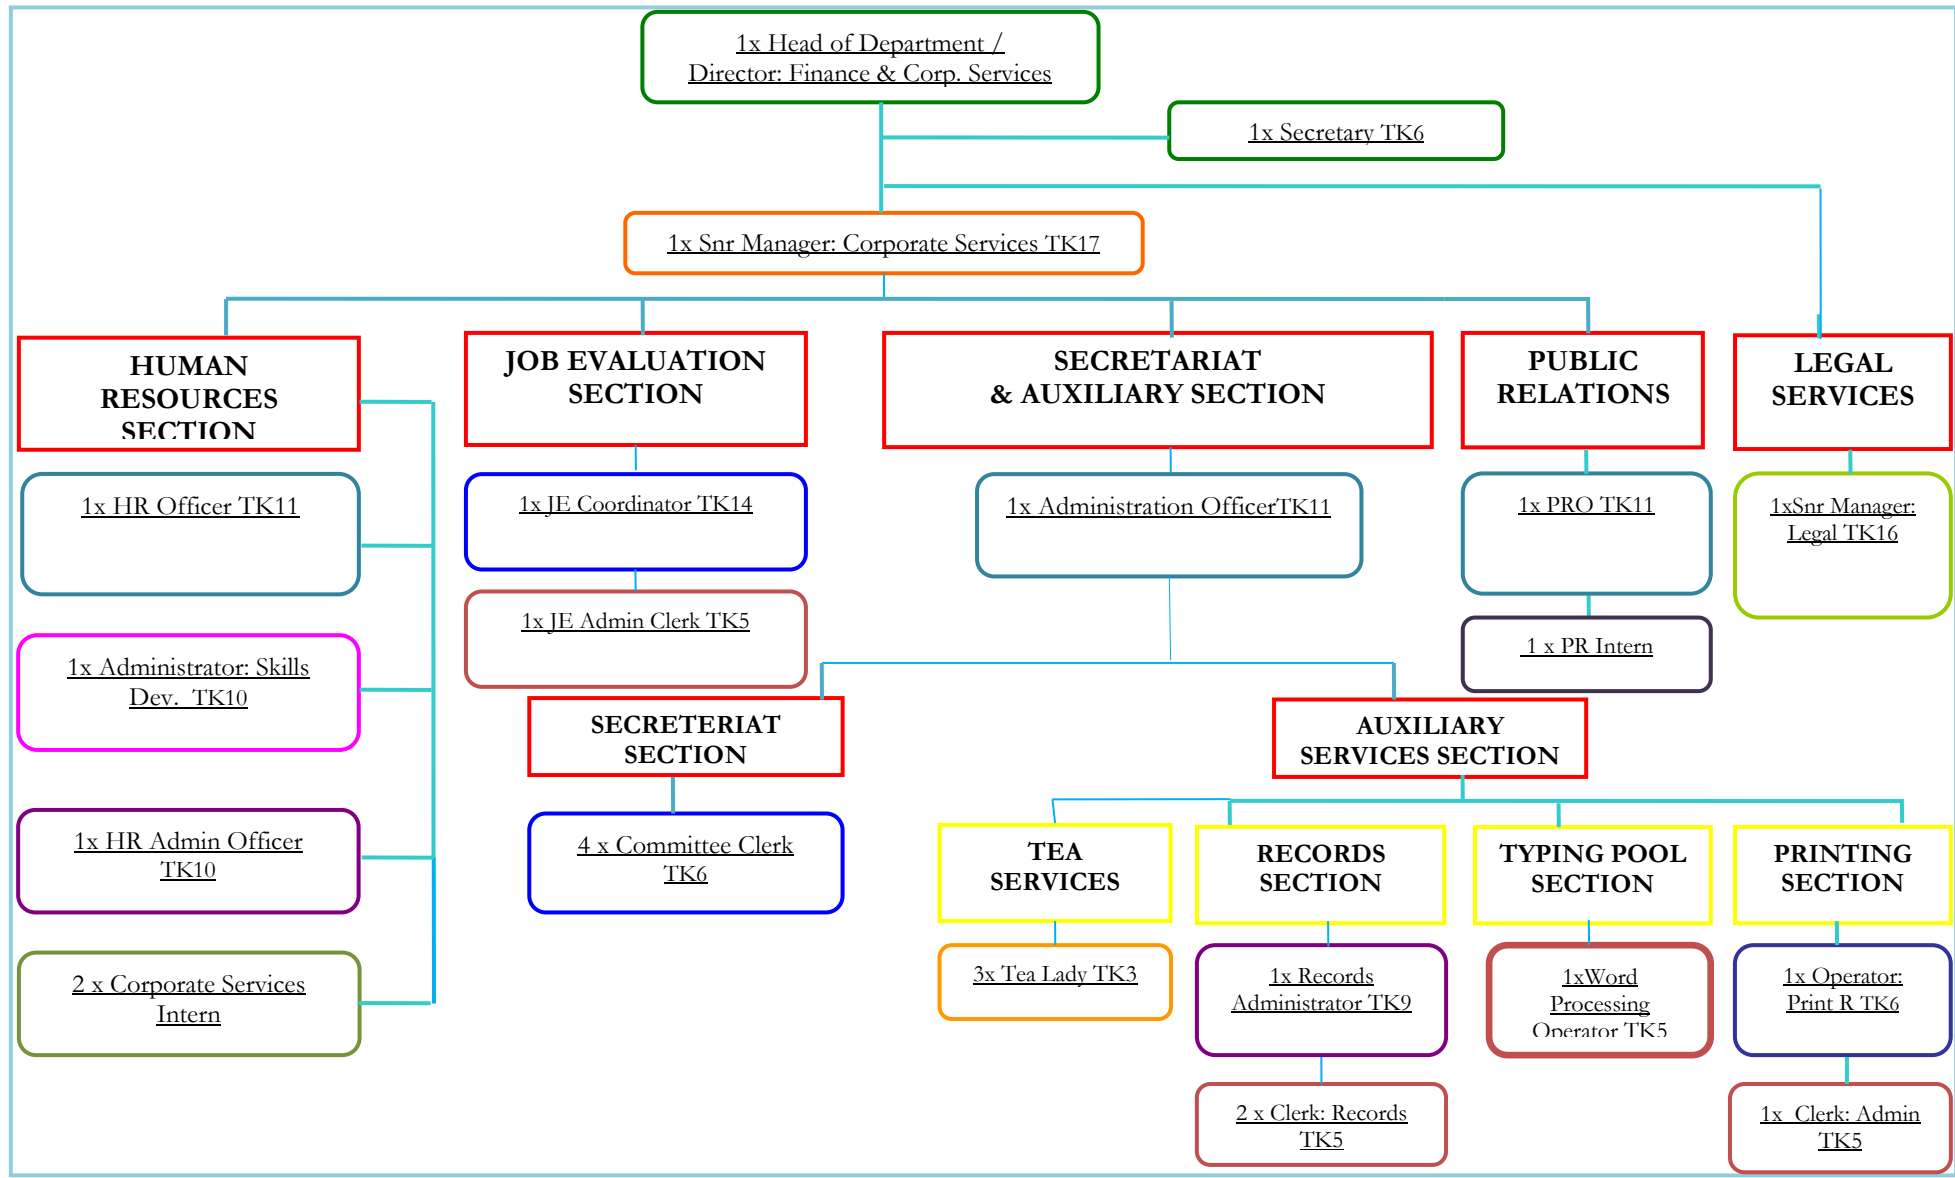 1x Head of Department /
Director: Finance & Corp. Services
1x Secretary TK6
1x Snr Manager: Corporate Services TK17
HUMAN
RESOURCES
SECTION
JOB EVALUATION
SECTION
SECRETARIAT
& AUXILIARY SECTION
PUBLIC
RELATIONS
LEGAL
SERVICES
1x HR Officer TK11
1x JE Coordinator TK14
1x Administration OfficerTK11
1x PRO TK11
1xSnr Manager:
Legal TK16
1x JE Admin Clerk TK5
1 x PR Intern
1x Administrator: Skills
Dev.  TK10
SECRETERIAT
SECTION
AUXILIARY
SERVICES SECTION
1x HR Admin Officer
TK10
4 x Committee Clerk
TK6
TEA
SERVICES
RECORDS
SECTION
TYPING POOL
SECTION
PRINTING
SECTION
2 x Corporate Services
Intern
3x Tea Lady TK3
1x Records
Administrator TK9
1xWord
Processing
Operator TK5
1x Operator:
Print R TK6
2 x Clerk: Records
TK5
1x  Clerk: Admin
TK5